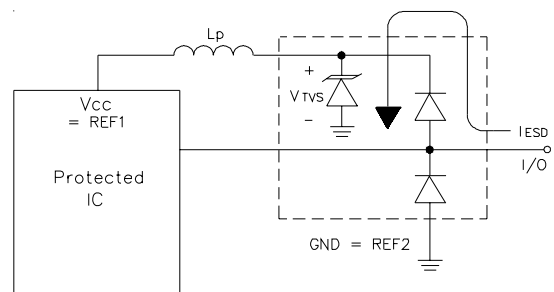 Lp
+
VTVS
-
Vcc
= REF1
IESD
I/O
Protected
IC
GND = REF2